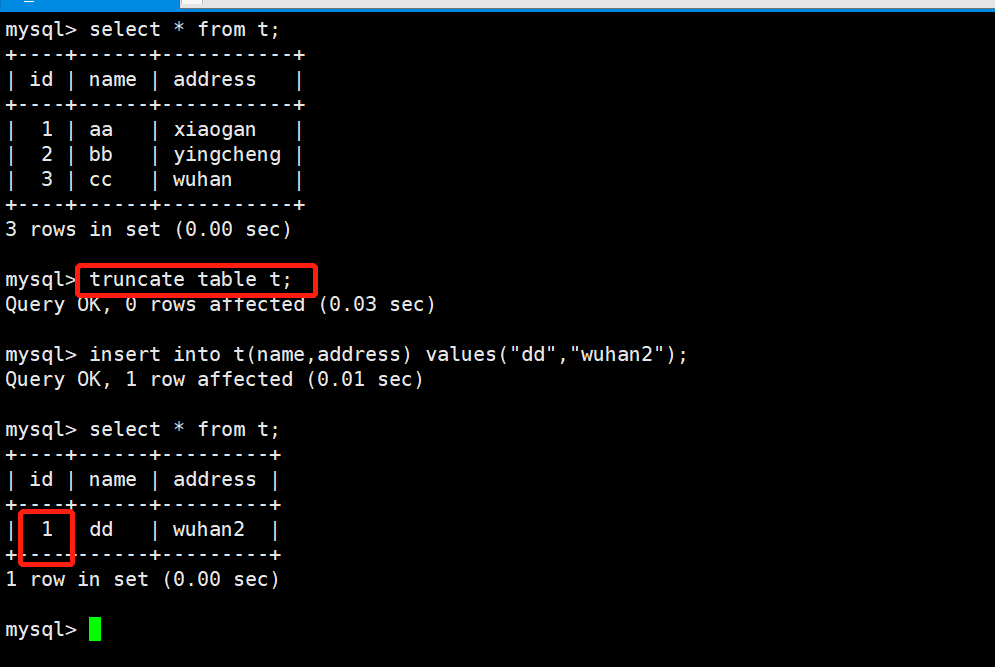 mysql> select * from t;
+----+------+-----------+
| id | name | address   |
+----+------+-----------+
|  1 | aa   | xiaogan   |
|  2 | bb   | yingcheng |
|  3 | cc   | wuhan     |
+----+------+-----------+
3 rows in set (0.00 sec)
mysql> truncate table t;
Query OK, 0 rows affected (0.03 sec)
mysql> insert into t(name,address) values("dd","wuhan2");
Query OK, 1 row affected (0.01 sec)
mysql> select * from t;
+----+------+---------+
| id | name | address |
+----+------+---------+
|  1 | dd   | wuhan2  |
+----+------+---------+
1 row in set (0.00 sec)
mysql>